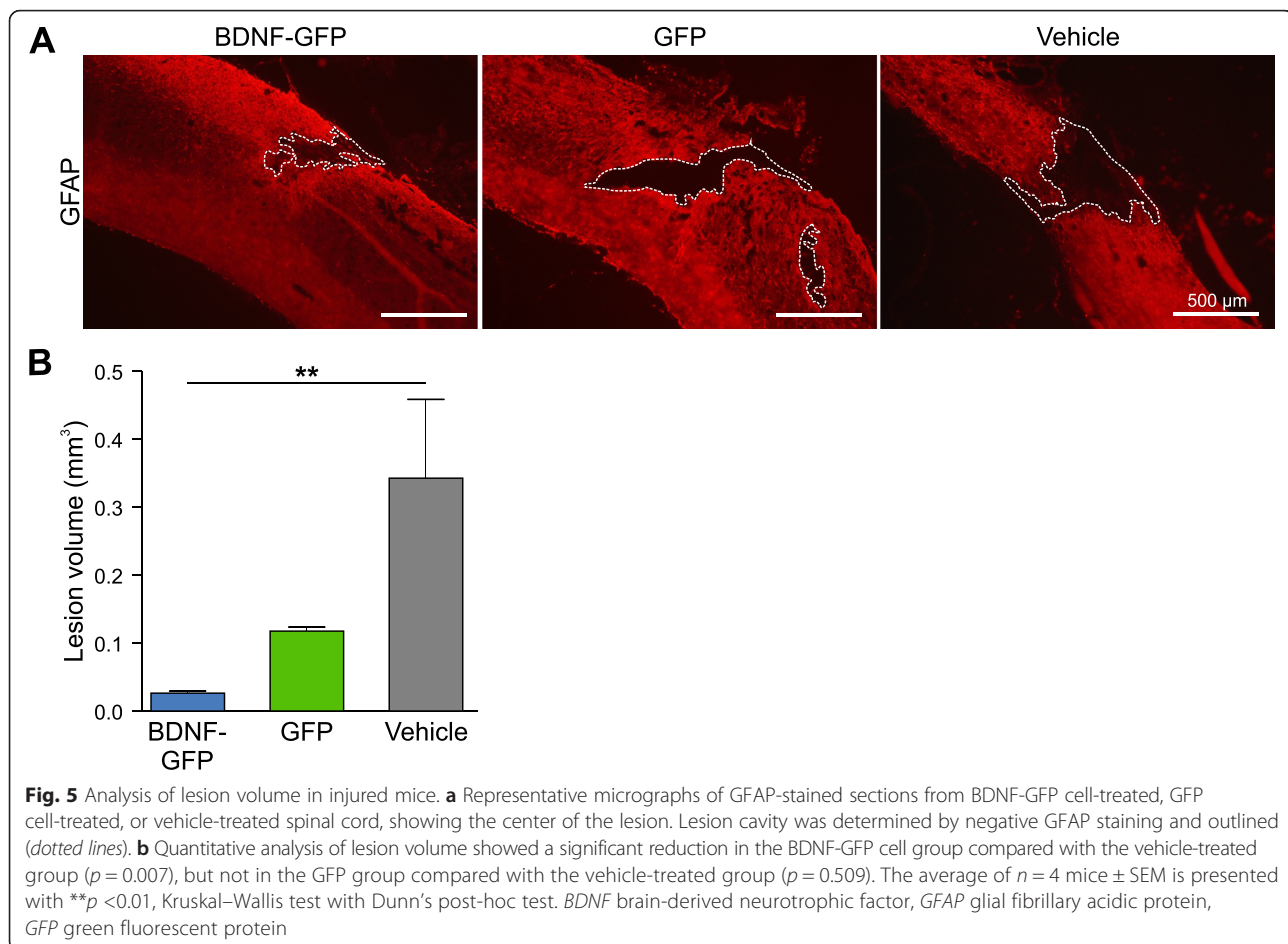 A
BDNF-GFP
GFP
Vehicle
GFAP
500 µm
B
**
Lesion volume (mm³)
0.5
0.4
0.3
0.2
0.1
0.0
BDNF-
GFP
GFP
Vehicle
Fig. 5 Analysis of lesion volume in injured mice. a Representative micrographs of GFAP-stained sections from BDNF-GFP cell-treated, GFP
cell-treated, or vehicle-treated spinal cord, showing the center of the lesion. Lesion cavity was determined by negative GFAP staining and outlined
(dotted lines). b Quantitative analysis of lesion volume showed a significant reduction in the BDNF-GFP cell group compared with the vehicle-treated
group (p = 0.007), but not in the GFP group compared with the vehicle-treated group (p = 0.509). The average of n = 4 mice ± SEM is presented
with **p <0.01, Kruskal–Wallis test with Dunn's post-hoc test. BDNF brain-derived neurotrophic factor, GFAP glial fibrillary acidic protein,
GFP green fluorescent protein